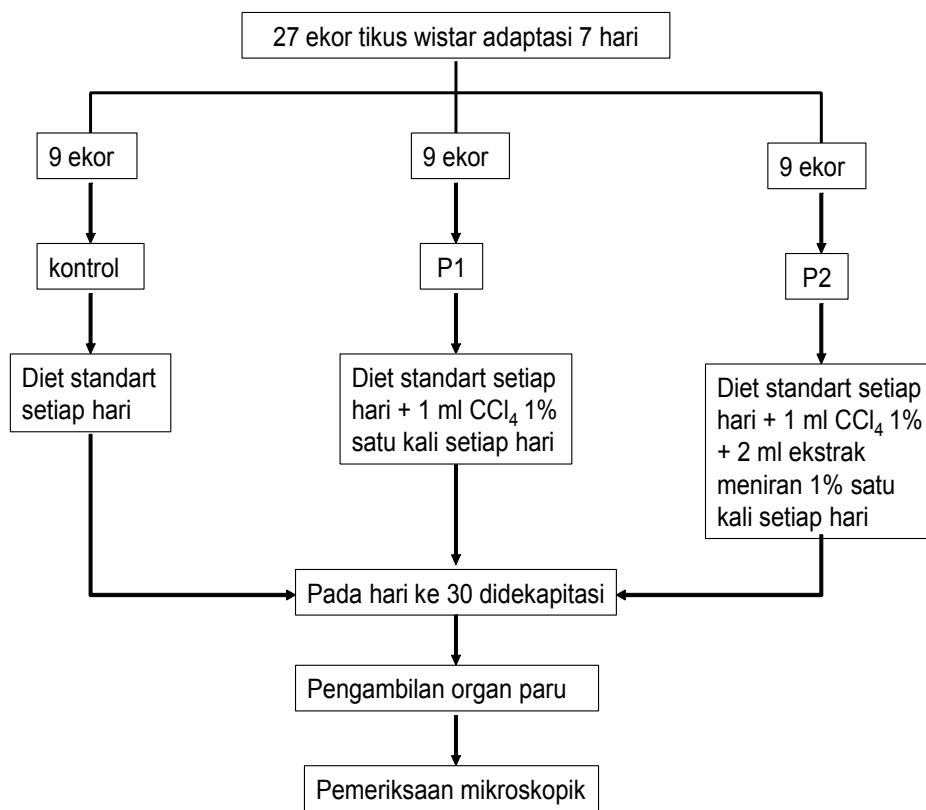 27 ekor tikus wistar adaptasi 7 hari
9 ekor
9 ekor
9 ekor
kontrol
P1
P2
Diet standart
setiap hari
Diet standart setiap
hari + 1 ml CCl₄ 1%
satu kali setiap hari
Diet standart setiap
hari + 1 ml CCl₄ 1%
+ 2 ml ekstrak
meniran 1% satu
kali setiap hari
Pada hari ke 30 didekapitasi
Pengambilan organ paru
Pemeriksaan mikroskopik